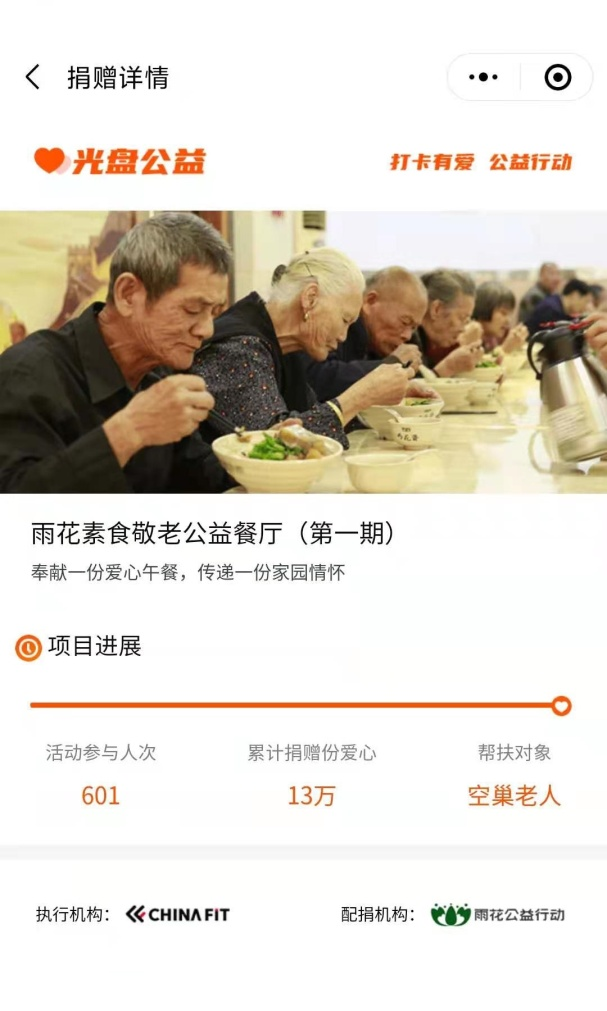 捐赠详情
光盘公益
打卡有爱 公益行动
雨花素食敬老公益餐厅（第一期）
奉献一份爱心午餐，传递一份家园情怀
项目进展
活动参与人次 累计捐赠份爱心 帮扶对象
601 13万 空巢老人
执行机构： CHINA FIT 配捐机构： 雨花公益行动